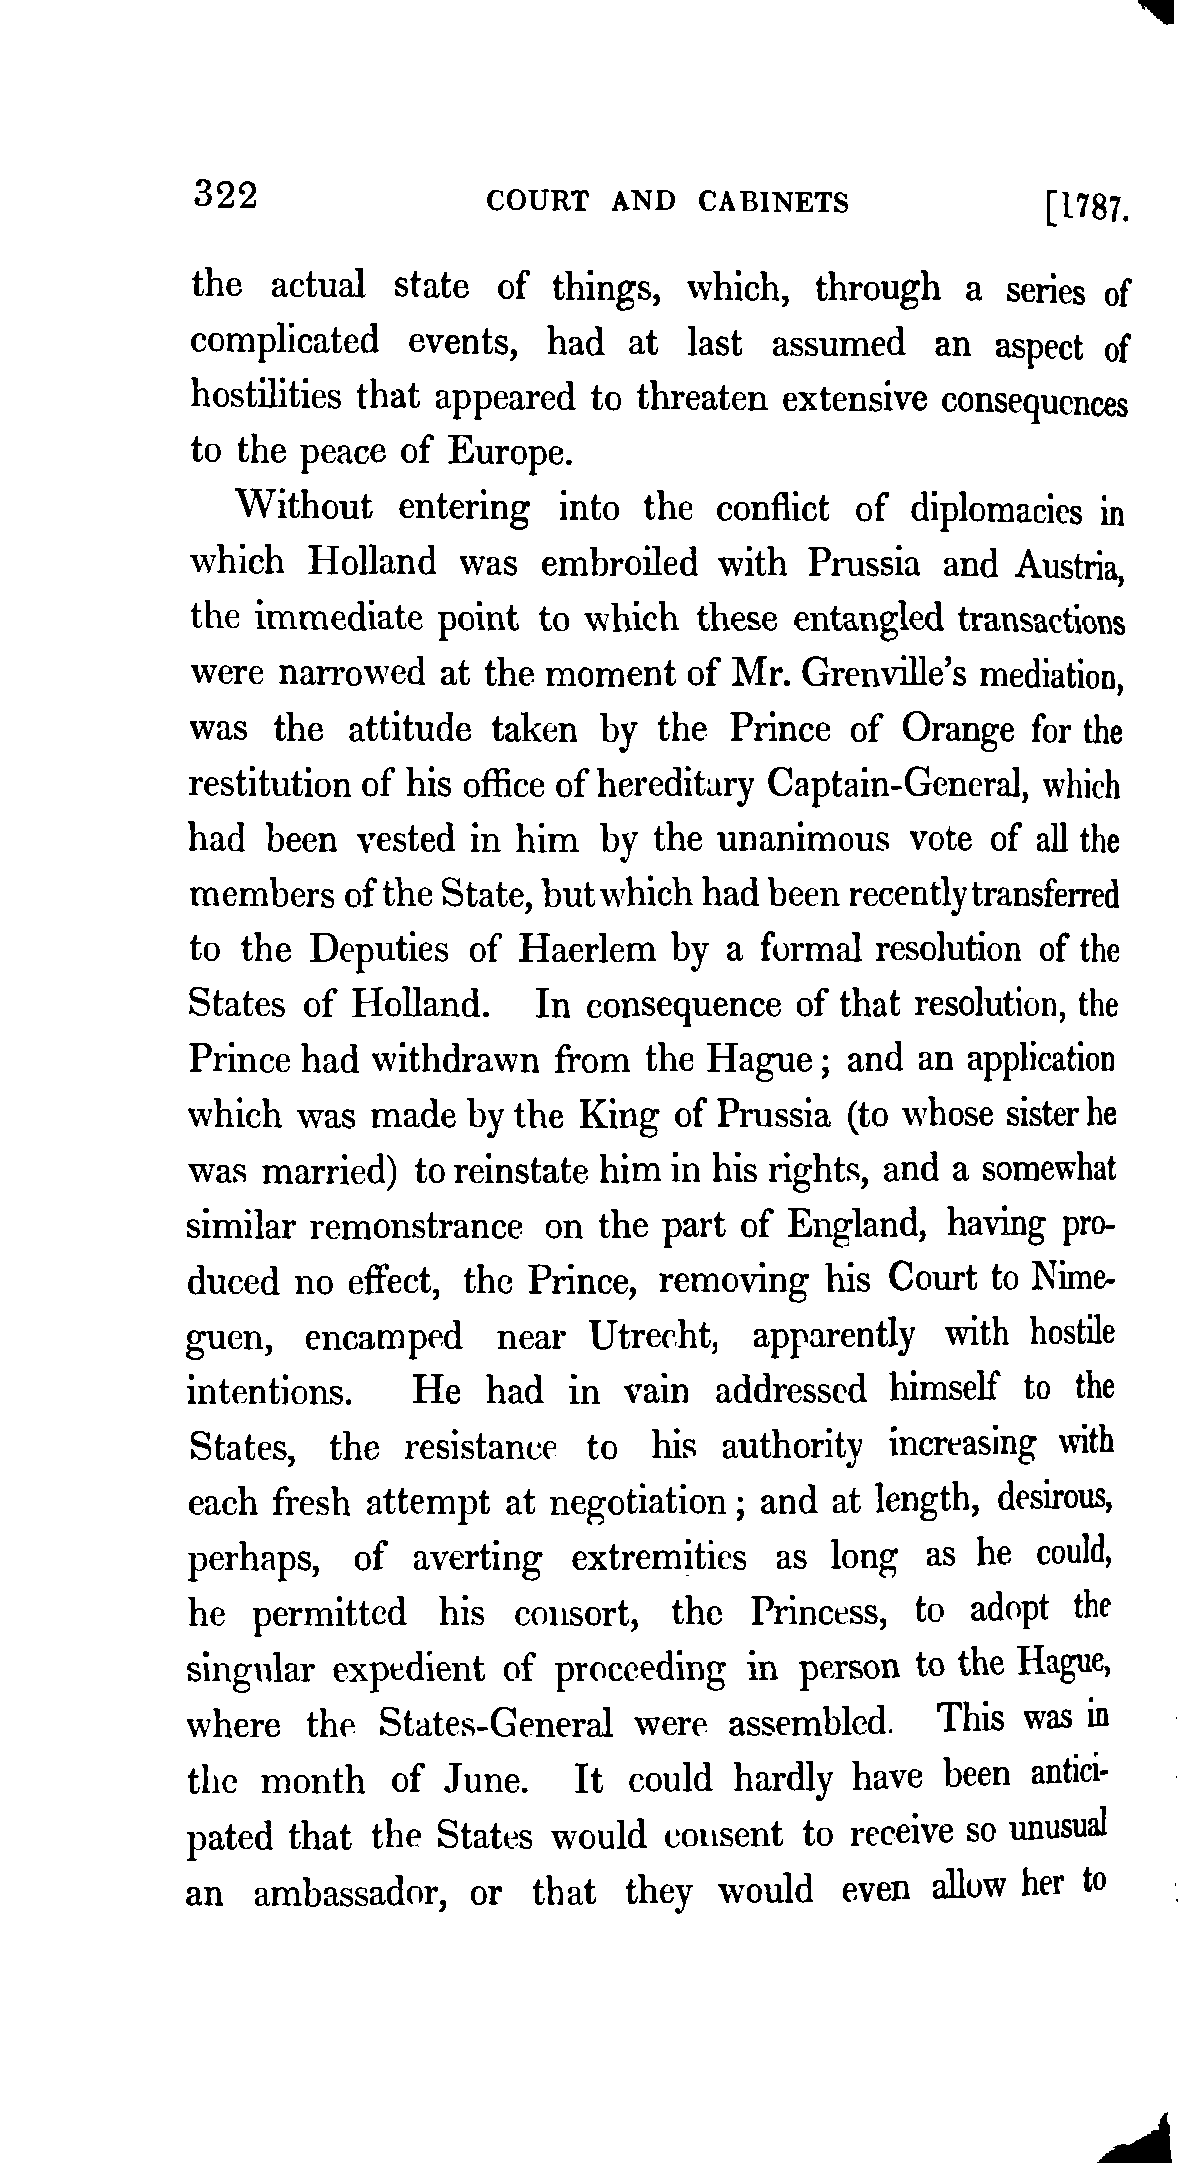 322 COURT AND CABINETS [1787.
the actual state of things, which, through a series of
complicated events, had at last assumed an aspect of
hostilities that appeared to threaten extensive consequences
to the peace of Europe.
Without entering into the conflict of diplomacies in
which Holland was embroiled with Prussia and Austria,
the immediate point to which these entangled transactions
were narrowed at the moment of Mr. Grenville's mediation,
was the attitude taken by the Prince of Orange for the
restitution of his office of hereditary Captain-General, which
had been vested in him by the unanimous vote of all the
members of the State, but which had been recently transferred
to the Deputies of Haerlem by a formal resolution of the
States of Holland. In consequence of that resolution, the
Prince had withdrawn from the Hague; and an application
which was made by the King of Prussia (to whose sister he
was married) to reinstate him in his rights, and a somewhat
similar remonstrance on the part of England, having pro-
duced no effect, the Prince, removing his Court to Nime-
guen, encamped near Utrecht, apparently with hostile
intentions. He had in vain addressed himself to the
States, the resistance to his authority increasing with
each fresh attempt at negotiation; and at length, desirous,
perhaps, of averting extremities as long as he could,
he permitted his consort, the Princess, to adopt the
singular expedient of proceeding in person to the Hague,
where the States-General were assembled. This was in
the month of June. It could hardly have been antici-
pated that the States would consent to receive so unusual
an ambassador, or that they would even allow her to